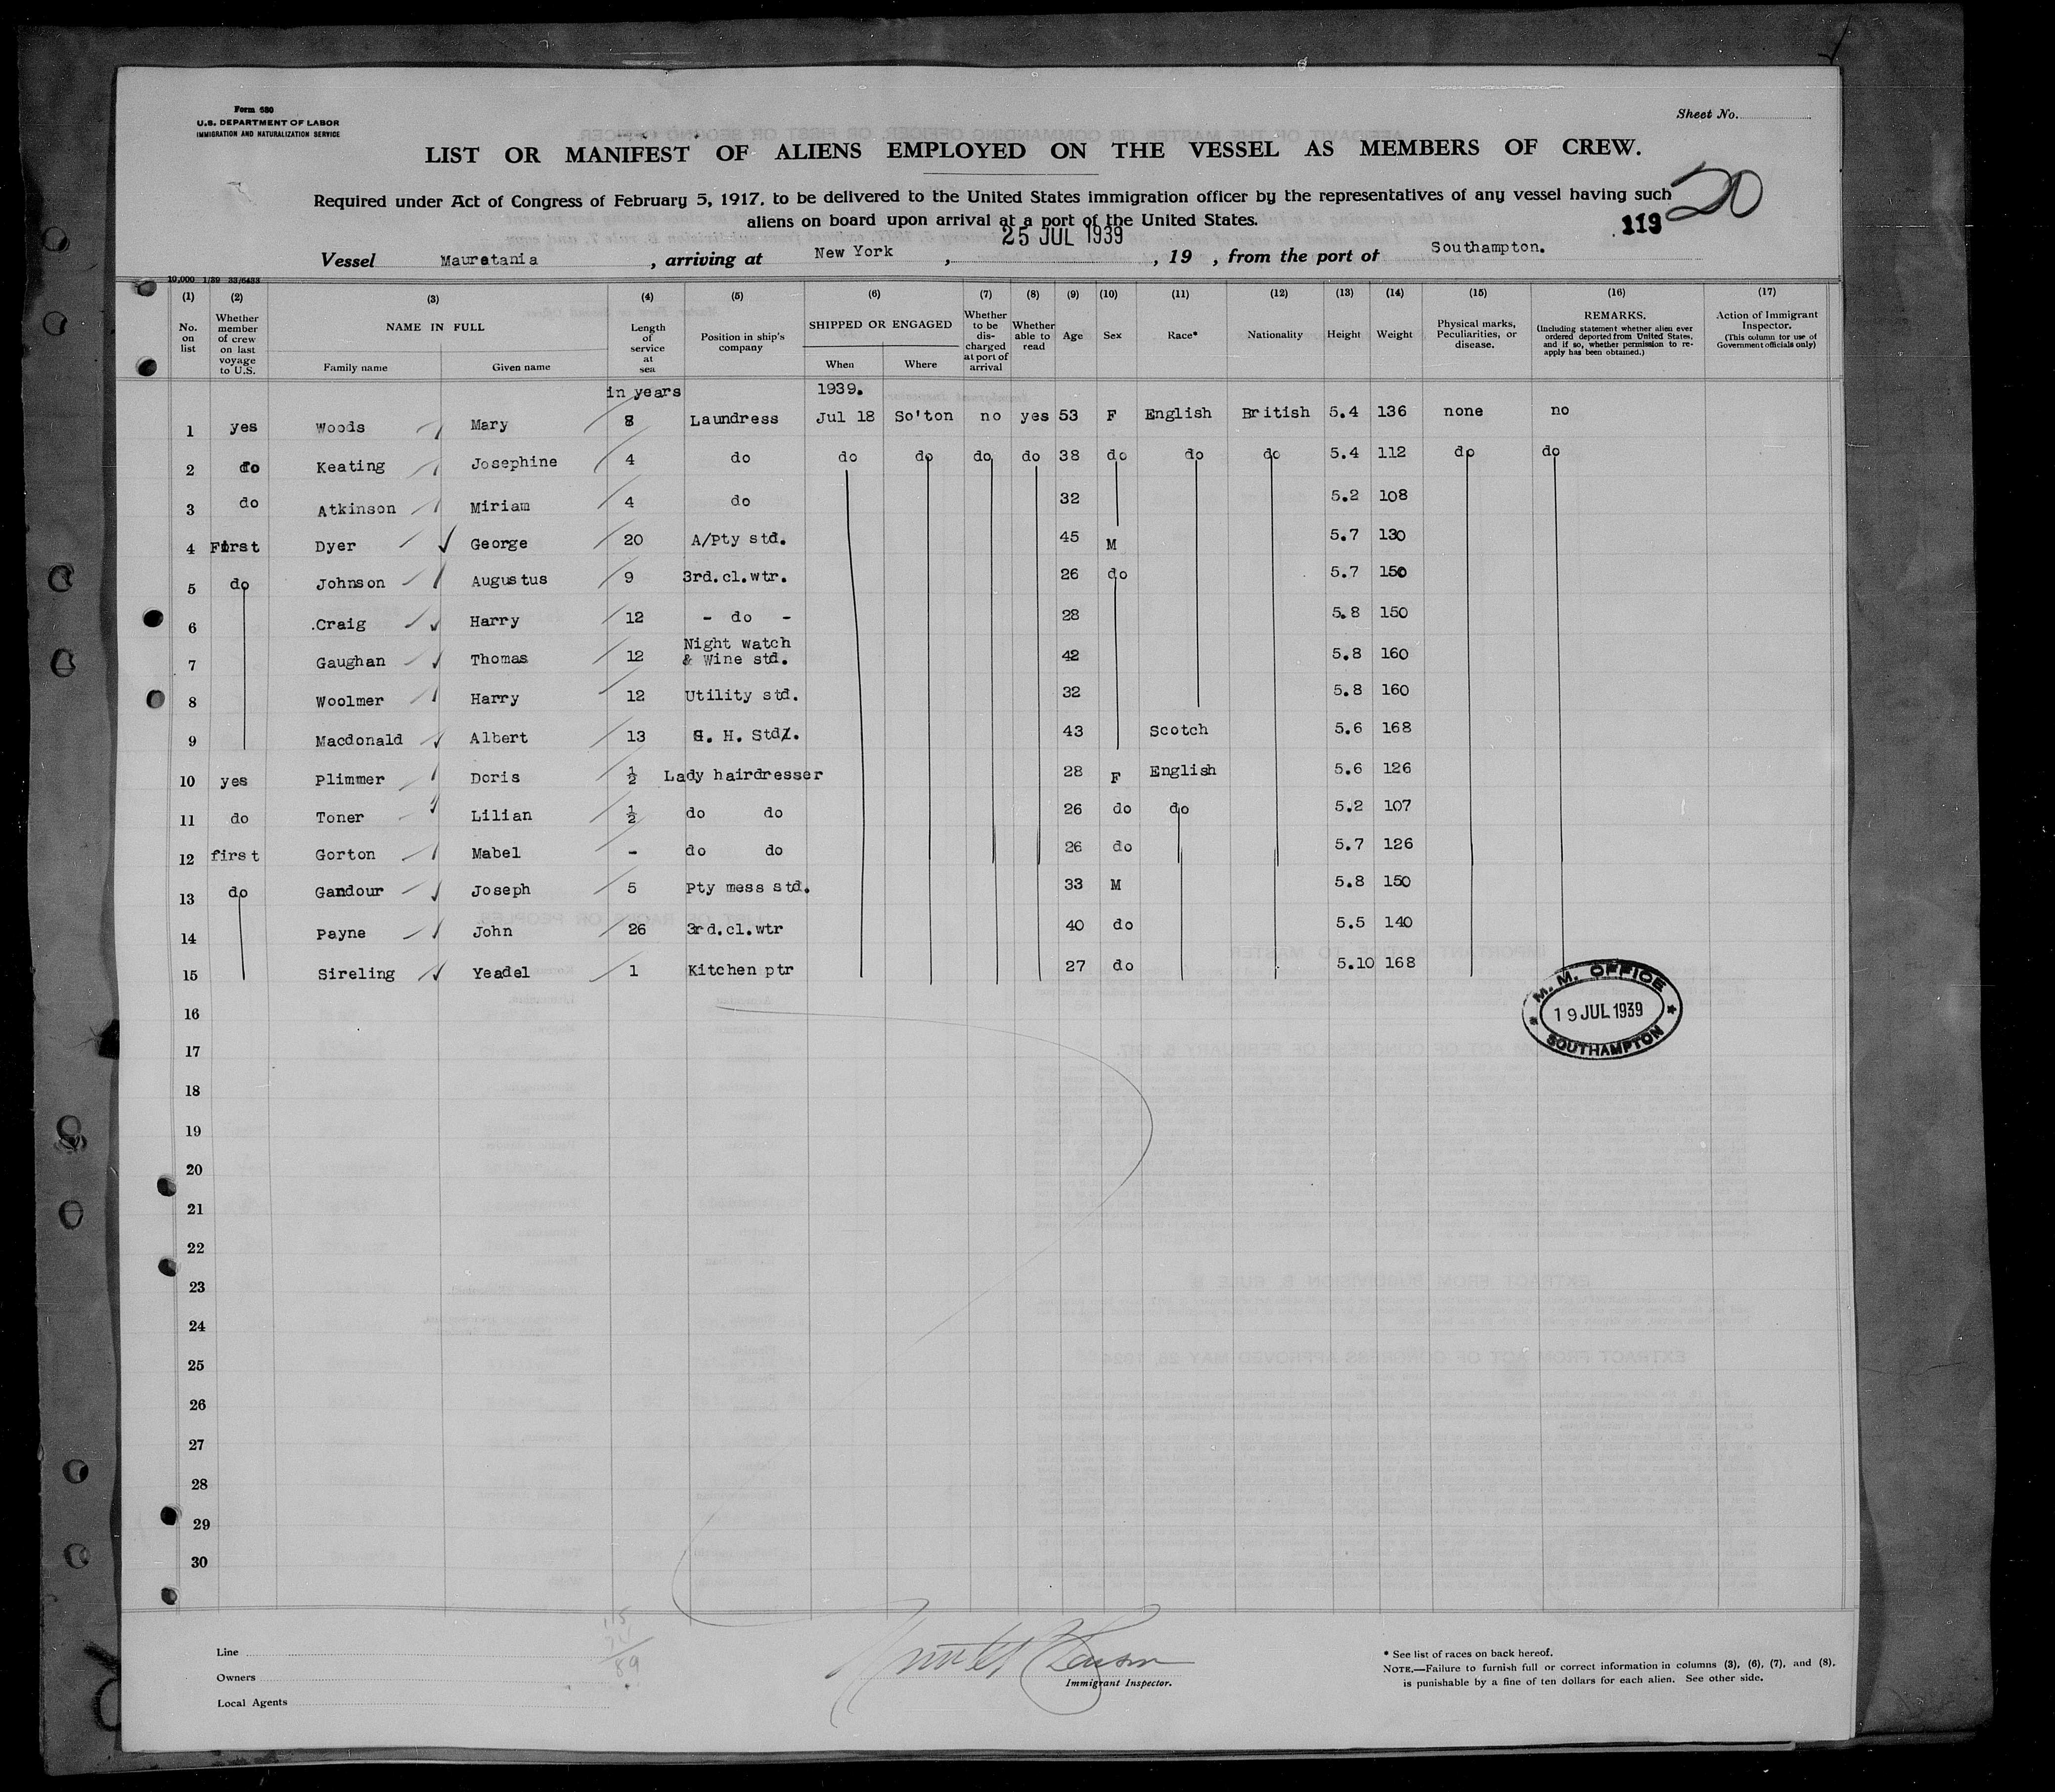 Form 680
U.S. DEPARTMENT OF LABOR
IMMIGRATION AND NATURALIZATION SERVICE
Sheet No.
LIST OR MANIFEST OF ALIENS EMPLOYED ON THE VESSEL AS MEMBERS OF CREW.
20
Required under Act of Congress of February 5, 1917, to be delivered to the United States immigration officer by the representatives of any vessel having such
aliens on board upon arrival at a port of the United States.
119
25 JUL 1939
Vessel Mauretania , arriving at New York , , 19 , from the port of Southampton.
10,000 1/39 33/6433
(1) (2) (3) (4) (5) (6) (7) (8) (9) (10) (11) (12) (13) (14) (15) (16) (17)
No. on list
Whether member of crew on last voyage to U.S.
NAME IN FULL
Family name Given name
Length of service at sea
Position in ship's company
SHIPPED OR ENGAGED
When Where
Whether to be discharged at port of arrival
Whether able to read
Age Sex Race* Nationality Height Weight
Physical marks, Peculiarities, or disease.
REMARKS.
(Including statement whether alien ever ordered deported from United States, and if so, whether permission to re-apply has been obtained.)
Action of Immigrant Inspector.
(This column for use of Government officials only)
in years 1939.
1 yes Woods Mary 8 Laundress Jul 18 So'ton no yes 53 F English British 5.4 136 none no
2 do Keating Josephine 4 do do do do do 38 do do do 5.4 112 do do
3 do Atkinson Miriam 4 do 32 5.2 108
4 First Dyer George 20 A/Pty std. 45 M 5.7 130
5 do Johnson Augustus 9 3rd.cl.wtr. 26 do 5.7 150
6 Craig Harry 12 - do - 28 5.8 150
7 Gaughan Thomas 12 Night watch & Wine std. 42 5.8 160
8 Woolmer Harry 12 Utility std. 32 5.8 160
9 Macdonald Albert 13 H. Std. 43 Scotch 5.6 168
10 yes Plimmer Doris ½ Lady hairdresser 28 F English 5.6 126
11 do Toner Lilian ½ do do 26 do do 5.2 107
12 first Gorton Mabel - do do 26 do 5.7 126
13 do Gandour Joseph 5 Pty mess std. 33 M 5.8 150
14 Payne John 26 3rd.cl.wtr 40 do 5.5 140
15 Sireling Yeadel 1 Kitchen ptr 27 do 5.10 168
M. M. OFFICE
19 JUL 1939
SOUTHAMPTON
16
17
18
19
20
21
22
23
24
25
26
27
28
29
30
Line
Owners
Local Agents
Immigrant Inspector.
* See list of races on back hereof.
NOTE.—Failure to furnish full or correct information in columns (3), (6), (7), and (8),
is punishable by a fine of ten dollars for each alien. See other side.